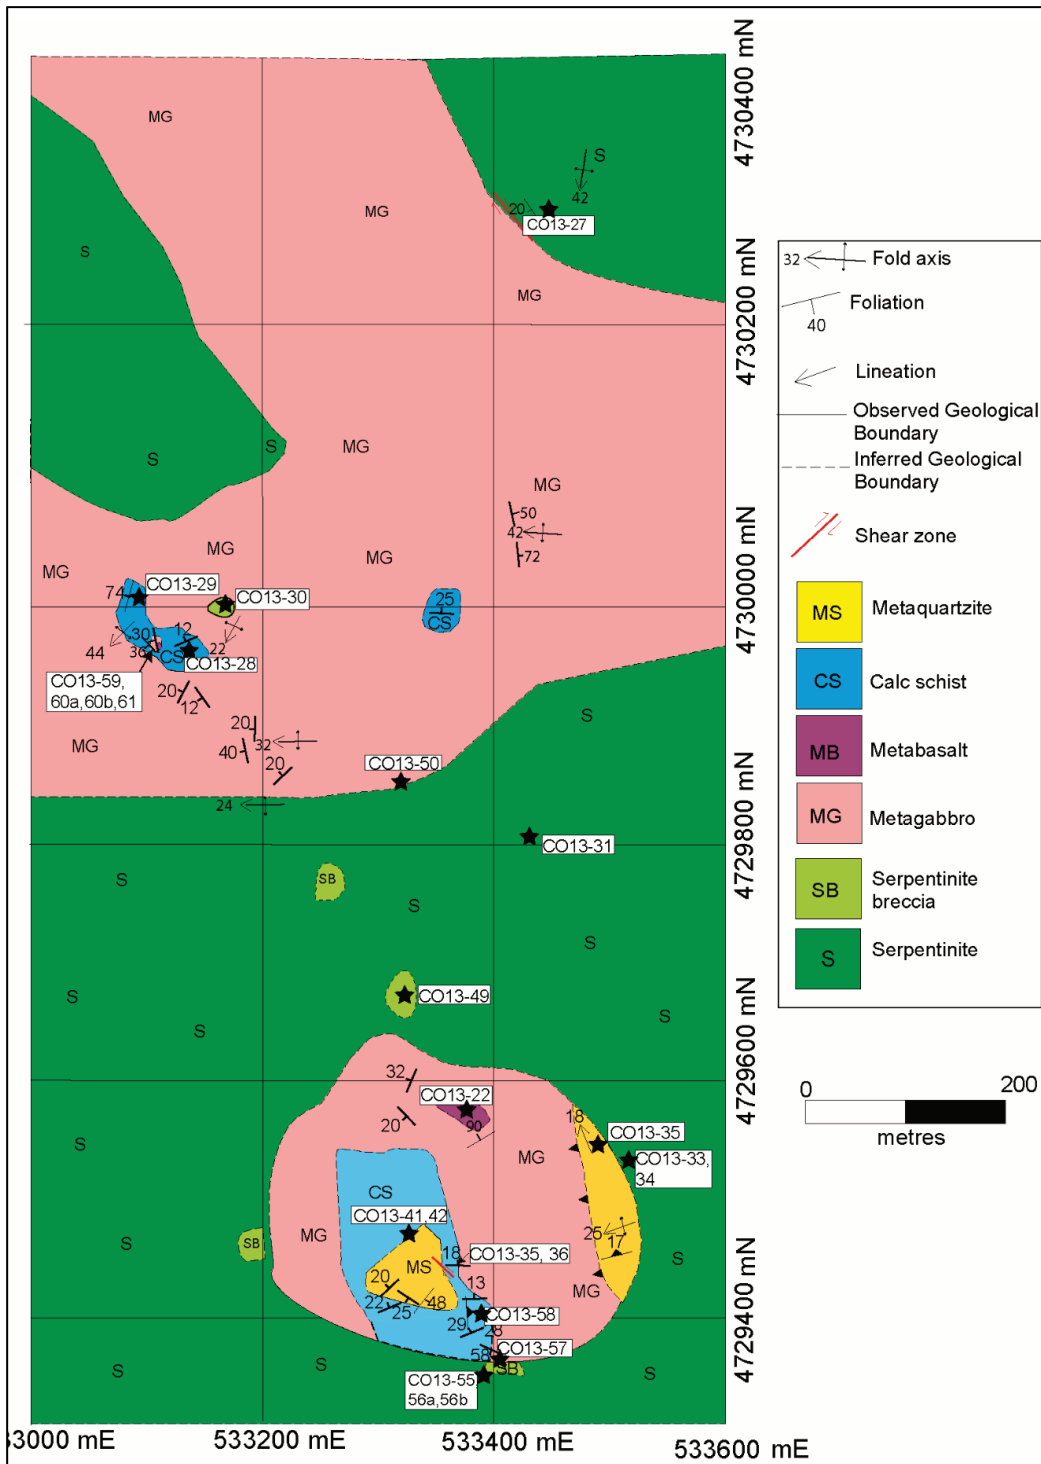 MG
S
42
20
CO13-27
MG
S
MG
4730400 mN
4730200 mN
S
S
MG
MG
50
42
72
MG
MG
MG
74
CO13-29
CO13-30
25
CS
30
12
44
36
CS
22
CO13-28
CO13-59,
60a,60b,61
20
12
4730000 mN
S
MG
20
32
40
20
CO13-50
24
CO13-31
4729800 mN
S
SB
S
S
S
CO13-49
S
S
4729600 mN
32
CO13-22
20
90
18
CO13-35
MG
CO13-33,
34
S
CS
CO13-41,42
MG
S
SB
25
17
S
18
CO13-35, 36
MS
20
13
MG
22
25
48
CO13-58
29
28
4729400 mN
58
CO13-57
SB
CO13-55
56a,56b
S
S
S
33000 mE
533200 mE
533400 mE
533600 mE
32
Fold axis
Foliation
40
Lineation
Observed Geological
Boundary
Inferred Geological
Boundary
Shear zone
MS
Metaquartzite
CS
Calc schist
MB
Metabasalt
MG
Metagabbro
SB
Serpentinite
breccia
S
Serpentinite
0
200
metres